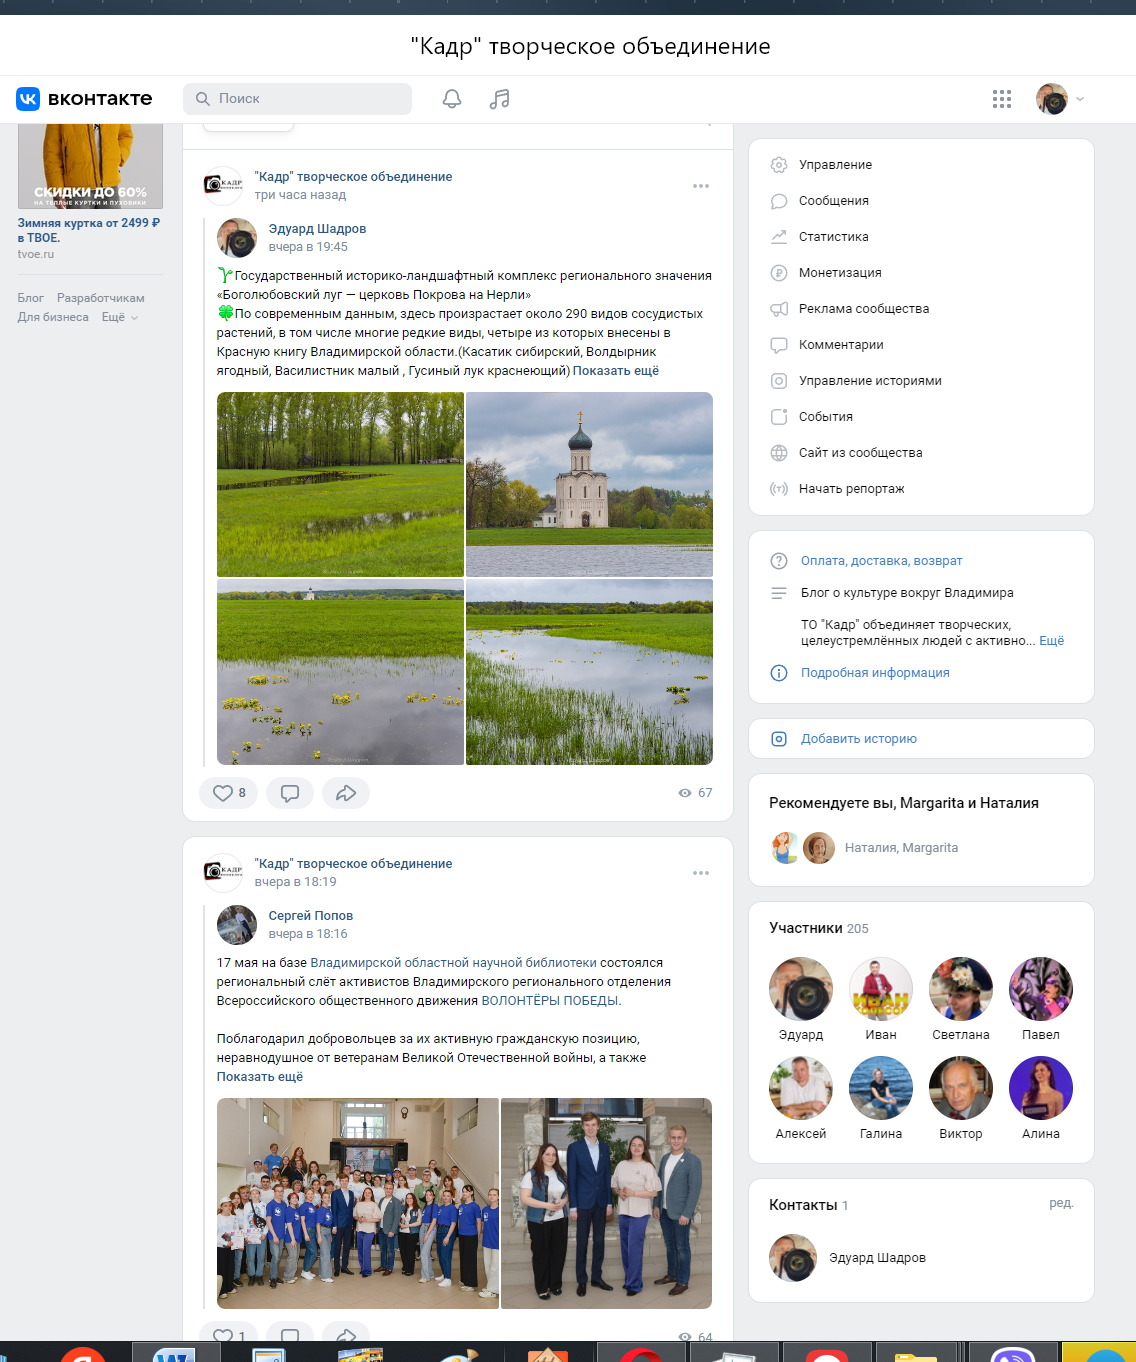 "Кадр" творческое объединение
вконтакте
Поиск
СКИДКИ ДО 60%
НА ТЕПЛЫЕ КУРТКИ И ПУХОВИКИ
Зимняя куртка от 2499 ₽
в ТВОЕ.
tvoe.ru
Блог Разработчикам
Для бизнеса Ещё
КАДР
"Кадр" творческое объединение
три часа назад
Эдуард Шадров
вчера в 19:45
Государственный историко-ландшафтный комплекс регионального значения
«Боголюбовский луг — церковь Покрова на Нерли»
По современным данным, здесь произрастает около 290 видов сосудистых
растений, в том числе многие редкие виды, четыре из которых внесены в
Красную книгу Владимирской области.(Касатик сибирский, Волдырник
ягодный, Василистник малый , Гусиный лук краснеющий) Показать ещё
8
67
КАДР
"Кадр" творческое объединение
вчера в 18:19
Сергей Попов
вчера в 18:16
17 мая на базе Владимирской областной научной библиотеки состоялся
региональный слёт активистов Владимирского регионального отделения
Всероссийского общественного движения ВОЛОНТЁРЫ ПОБЕДЫ.
Поблагодарил добровольцев за их активную гражданскую позицию,
неравнодушное от ветеранам Великой Отечественной войны, а также
Показать ещё
1
64
Управление
Сообщения
Статистика
Монетизация
Реклама сообщества
Комментарии
Управление историями
События
Сайт из сообщества
Начать репортаж
Оплата, доставка, возврат
Блог о культуре вокруг Владимира
ТО "Кадр" объединяет творческих,
целеустремлённых людей с активно... Ещё
Подробная информация
Добавить историю
Рекомендуете вы, Margarita и Наталия
Наталия, Margarita
Участники 205
ИВАН
Эдуард Иван Светлана Павел
Алексей Галина Виктор Алина
Контакты 1
ред.
Эдуард Шадров